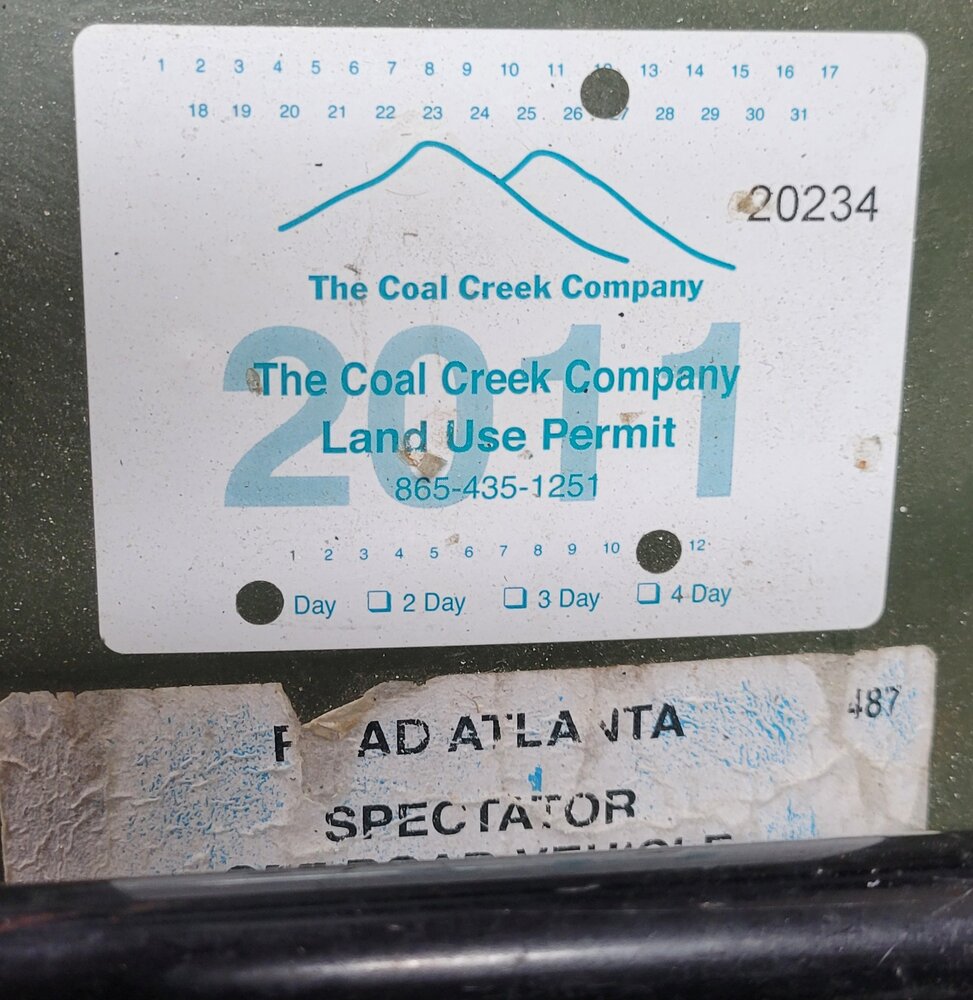 1 2 3 4 5 6 7 8 9 10 11 13 14 15 16 17
18 19 20 21 22 23 24 25 26 28 29 30 31
20234
The Coal Creek Company
2011
The Coal Creek Company
Land Use Permit
865-435-1251
1 2 3 4 5 6 7 8 9 10 12
Day 2 Day 3 Day 4 Day
487
ROAD ATLANTA
SPECTATOR